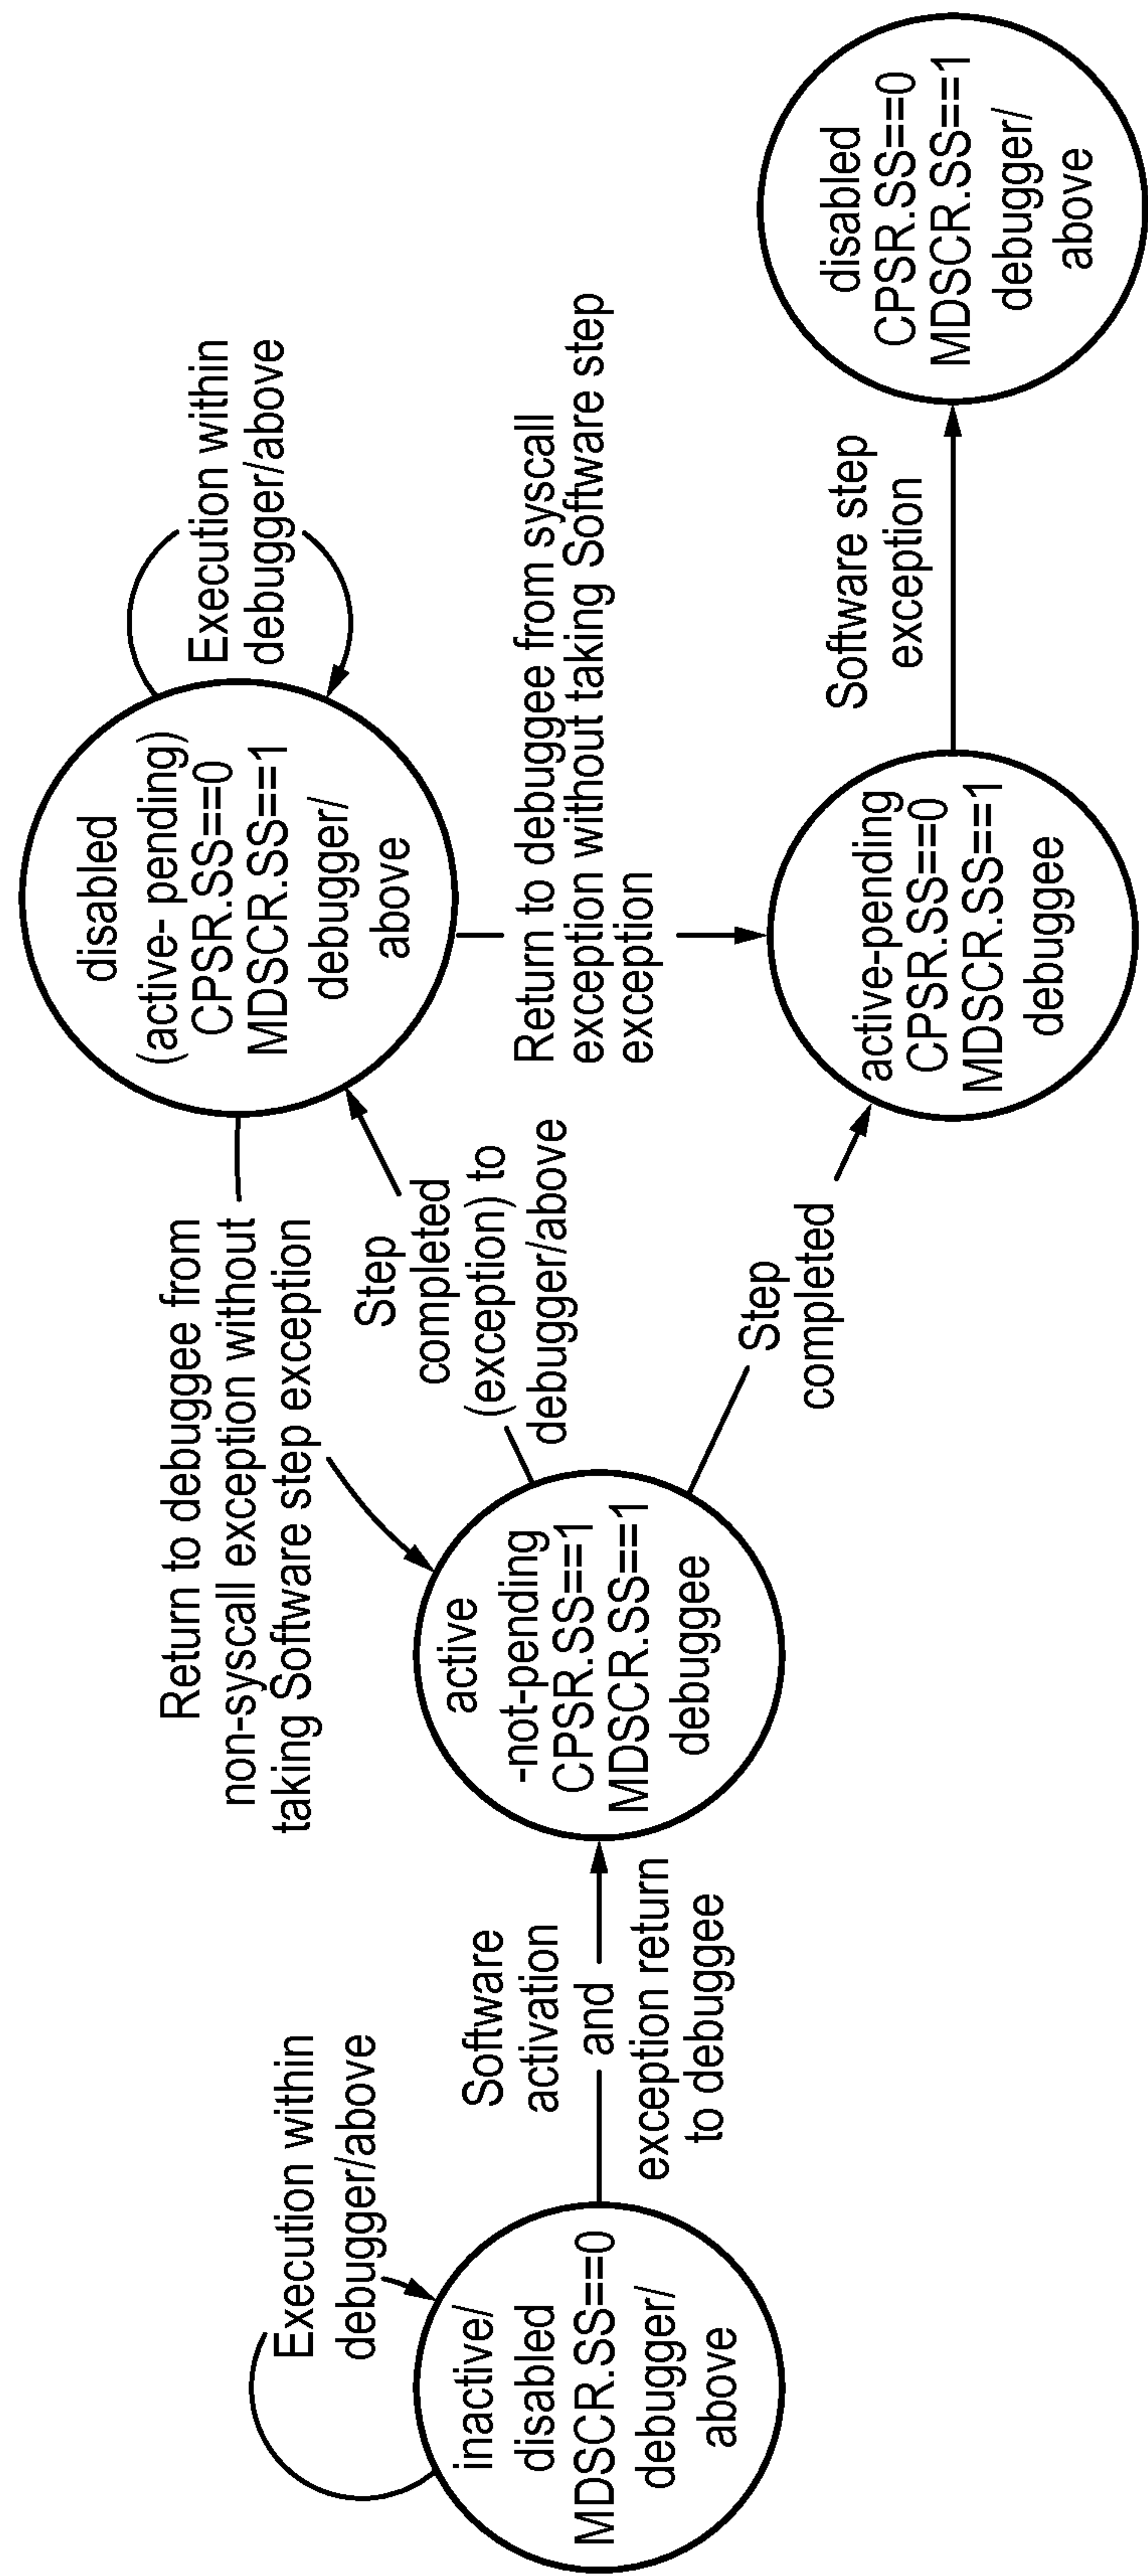 Execution within
debugger/above
inactive/
disabled
MDSCR.SS==0
debugger/
above
Software
activation
and
exception return
to debuggee
Return to debuggee from
non-syscall exception without
taking Software step exception
active
-not-pending
CPSR.SS==1
MDSCR.SS==1
debuggee
Step
completed
(exception) to
debugger/above
disabled
(active- pending)
CPSR.SS==0
MDSCR.SS==1
debugger/
above
Execution within
debugger/above
Return to debuggee from syscall
exception without taking Software step
exception
Step
completed
active-pending
CPSR.SS==0
MDSCR.SS==1
debuggee
Software step
exception
disabled
CPSR.SS==0
MDSCR.SS==1
debugger/
above